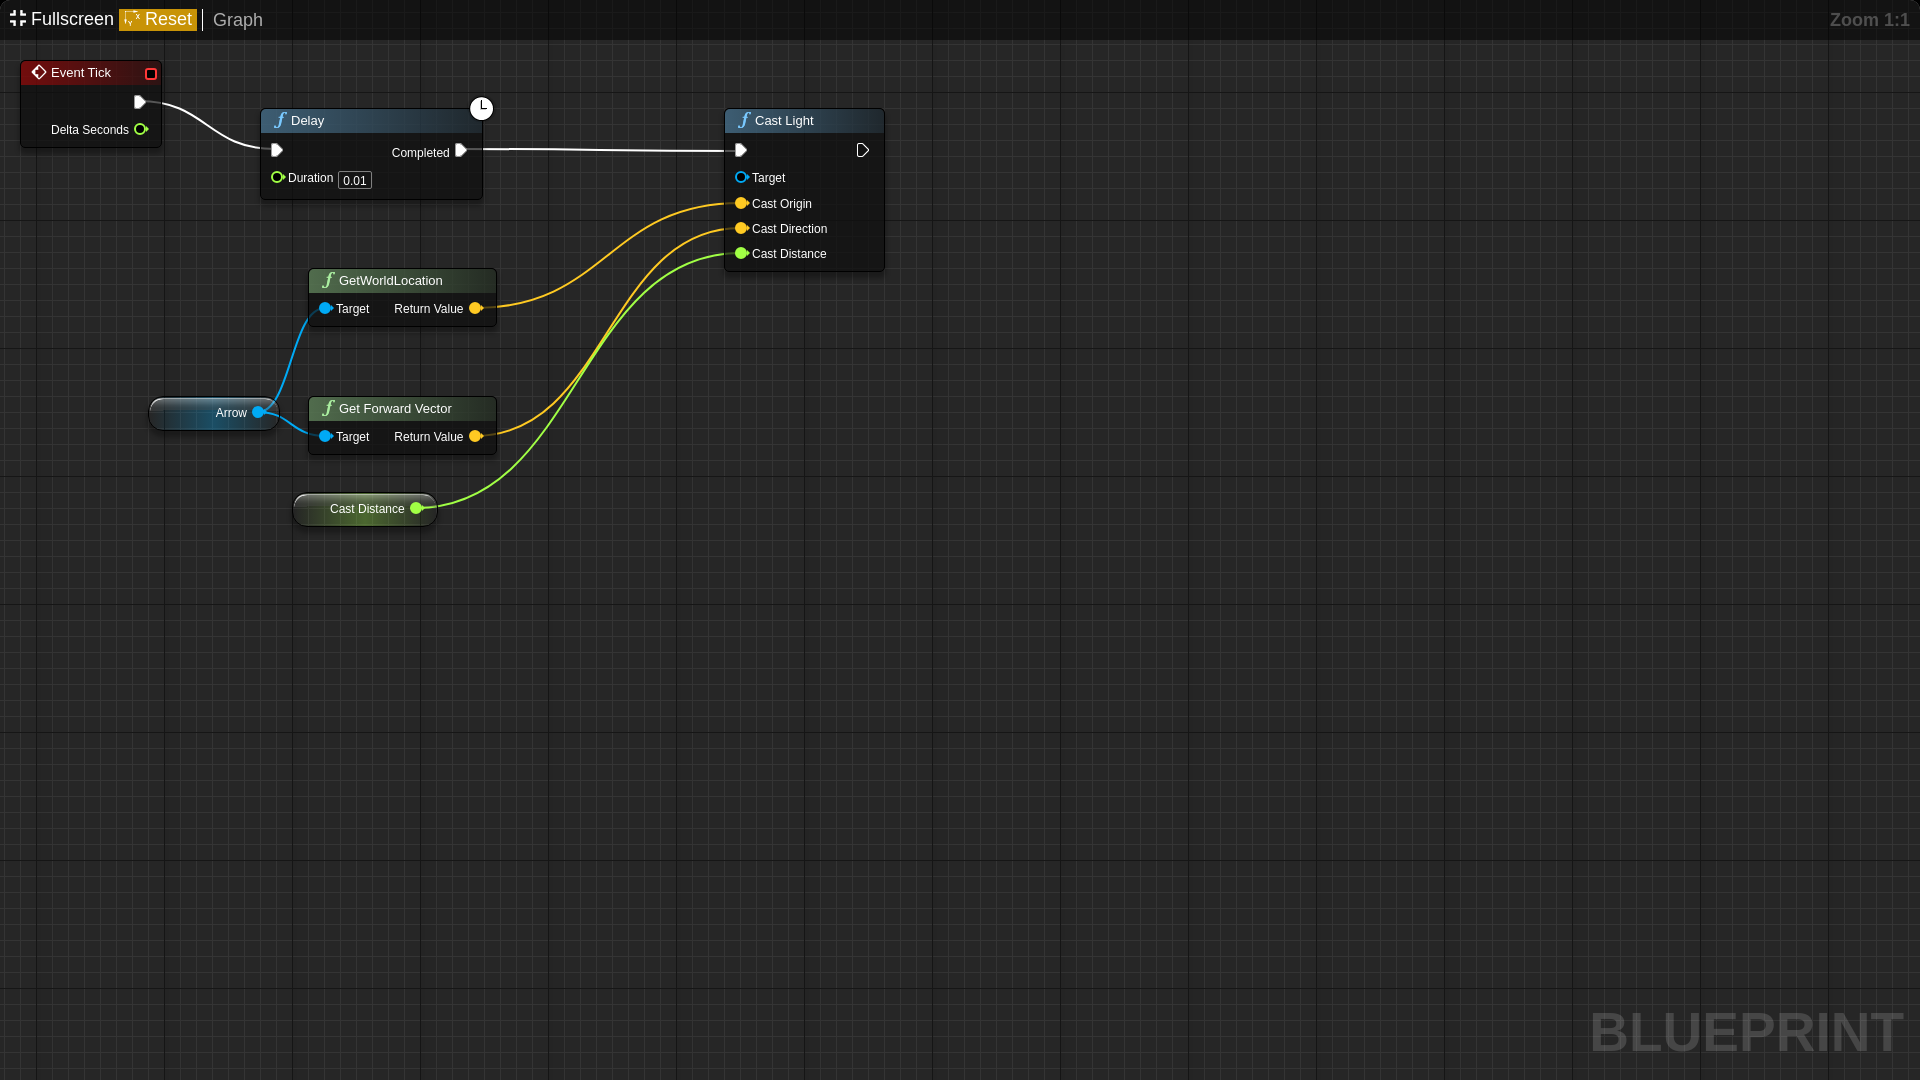 Fullscreen Reset Graph Zoom 1:1
Event Tick
Delta Seconds
Delay
Completed
Duration 0.01
Cast Light
Target
Cast Origin
Cast Direction
Cast Distance
GetWorldLocation
Target Return Value
Arrow
Get Forward Vector
Target Return Value
Cast Distance
BLUEPRINT